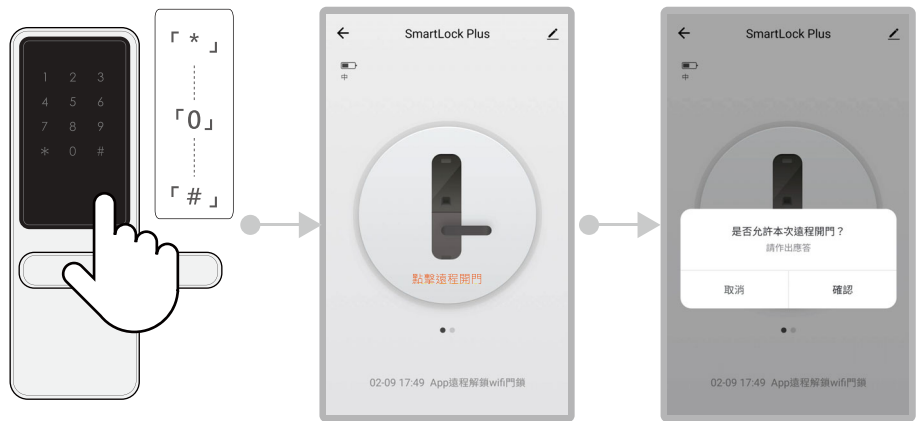 1 2 3
4 5 6
7 8 9
* 0 #
「*」
「0」
「#」
SmartLock Plus
中
點擊遠程開門
02-09 17:49 App遠程解鎖wifi門鎖
SmartLock Plus
中
是否允許本次遠程開門？
請作出應答
取消 確認
02-09 17:49 App遠程解鎖wifi門鎖